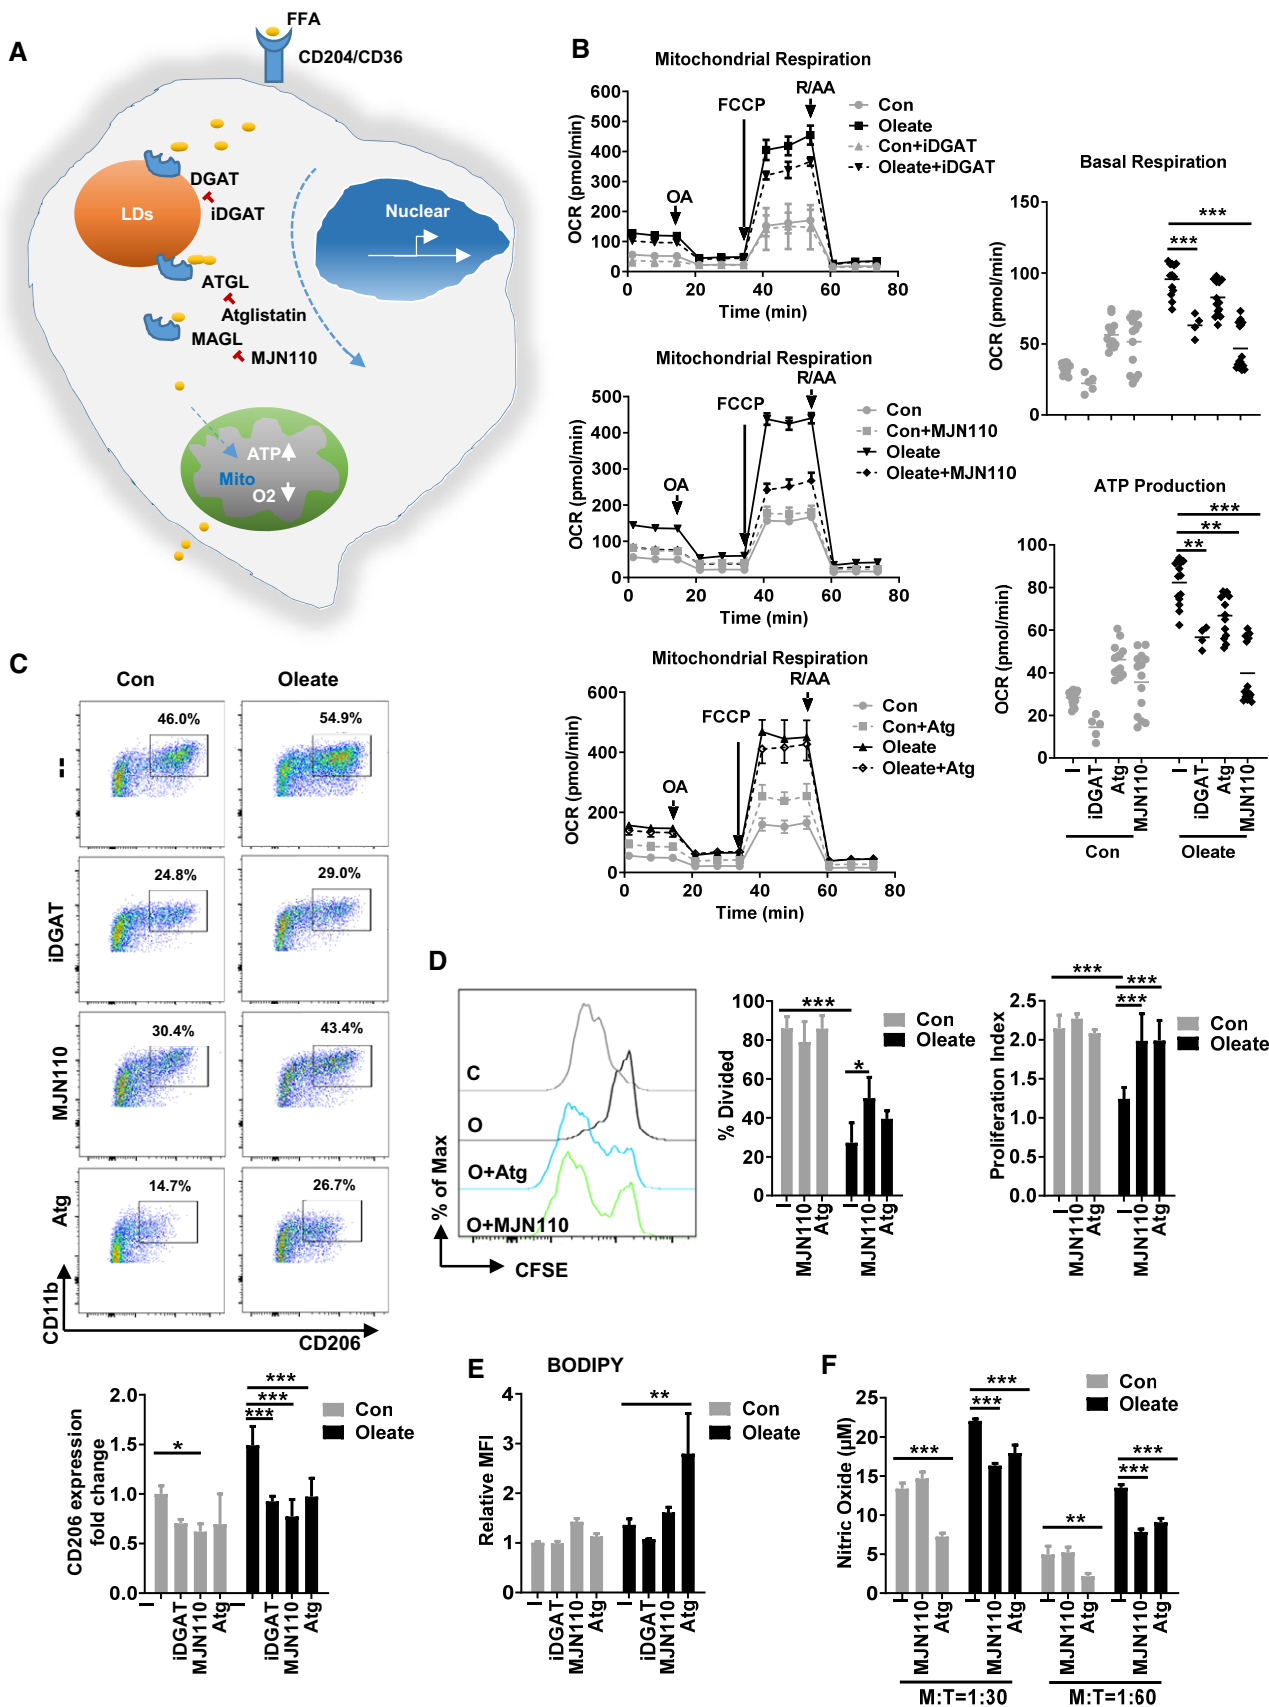 A
FFA
CD204/CD36
DGAT
iDGAT
LDs
ATGL
Atglistatin
MAGL
MJN110
Nuclear
ATP
Mito
O2
B
Mitochondrial Respiration
R/AA
FCCP
OA
OCR (pmol/min)
600
500
400
300
200
100
0
0 20 40 60 80
Time (min)
Con
Oleate
Con+iDGAT
Oleate+iDGAT
Mitochondrial Respiration
R/AA
FCCP
OA
OCR (pmol/min)
500
400
300
200
100
0
0 20 40 60 80
Time (min)
Con
Con+MJN110
Oleate
Oleate+MJN110
Mitochondrial Respiration
R/AA
FCCP
OA
OCR (pmol/min)
600
400
200
0
0 20 40 60 80
Time (min)
Con
Con+Atg
Oleate
Oleate+Atg
Basal Respiration
OCR (pmol/min)
150
100
50
0
***
***
ATP Production
OCR (pmol/min)
100
80
60
40
20
0
***
**
**
– iDGAT Atg MJN110 – iDGAT Atg MJN110
Con Oleate
C
Con Oleate
--
46.0% 54.9%
iDGAT
24.8% 29.0%
MJN110
30.4% 43.4%
Atg
14.7% 26.7%
CD11b
CD206
CD206 expression
fold change
2.0
1.5
1.0
0.5
0.0
*
***
***
***
Con
Oleate
– iDGAT MJN110 Atg – iDGAT MJN110 Atg
D
C
O
O+Atg
O+MJN110
% of Max
CFSE
% Divided
100
80
60
40
20
0
***
*
Con
Oleate
– MJN110 Atg – MJN110 Atg
Proliferation Index
2.5
2.0
1.5
1.0
0.5
0.0
***
***
***
Con
Oleate
– MJN110 Atg – MJN110 Atg
E
BODIPY
Relative MFI
4
3
2
1
0
**
Con
Oleate
– iDGAT MJN110 Atg – iDGAT MJN110 Atg
F
Nitric Oxide (µM)
25
20
15
10
5
0
***
***
***
**
***
***
Con
Oleate
– MJN110 Atg – MJN110 Atg – MJN110 Atg – MJN110 Atg
M:T=1:30 M:T=1:60